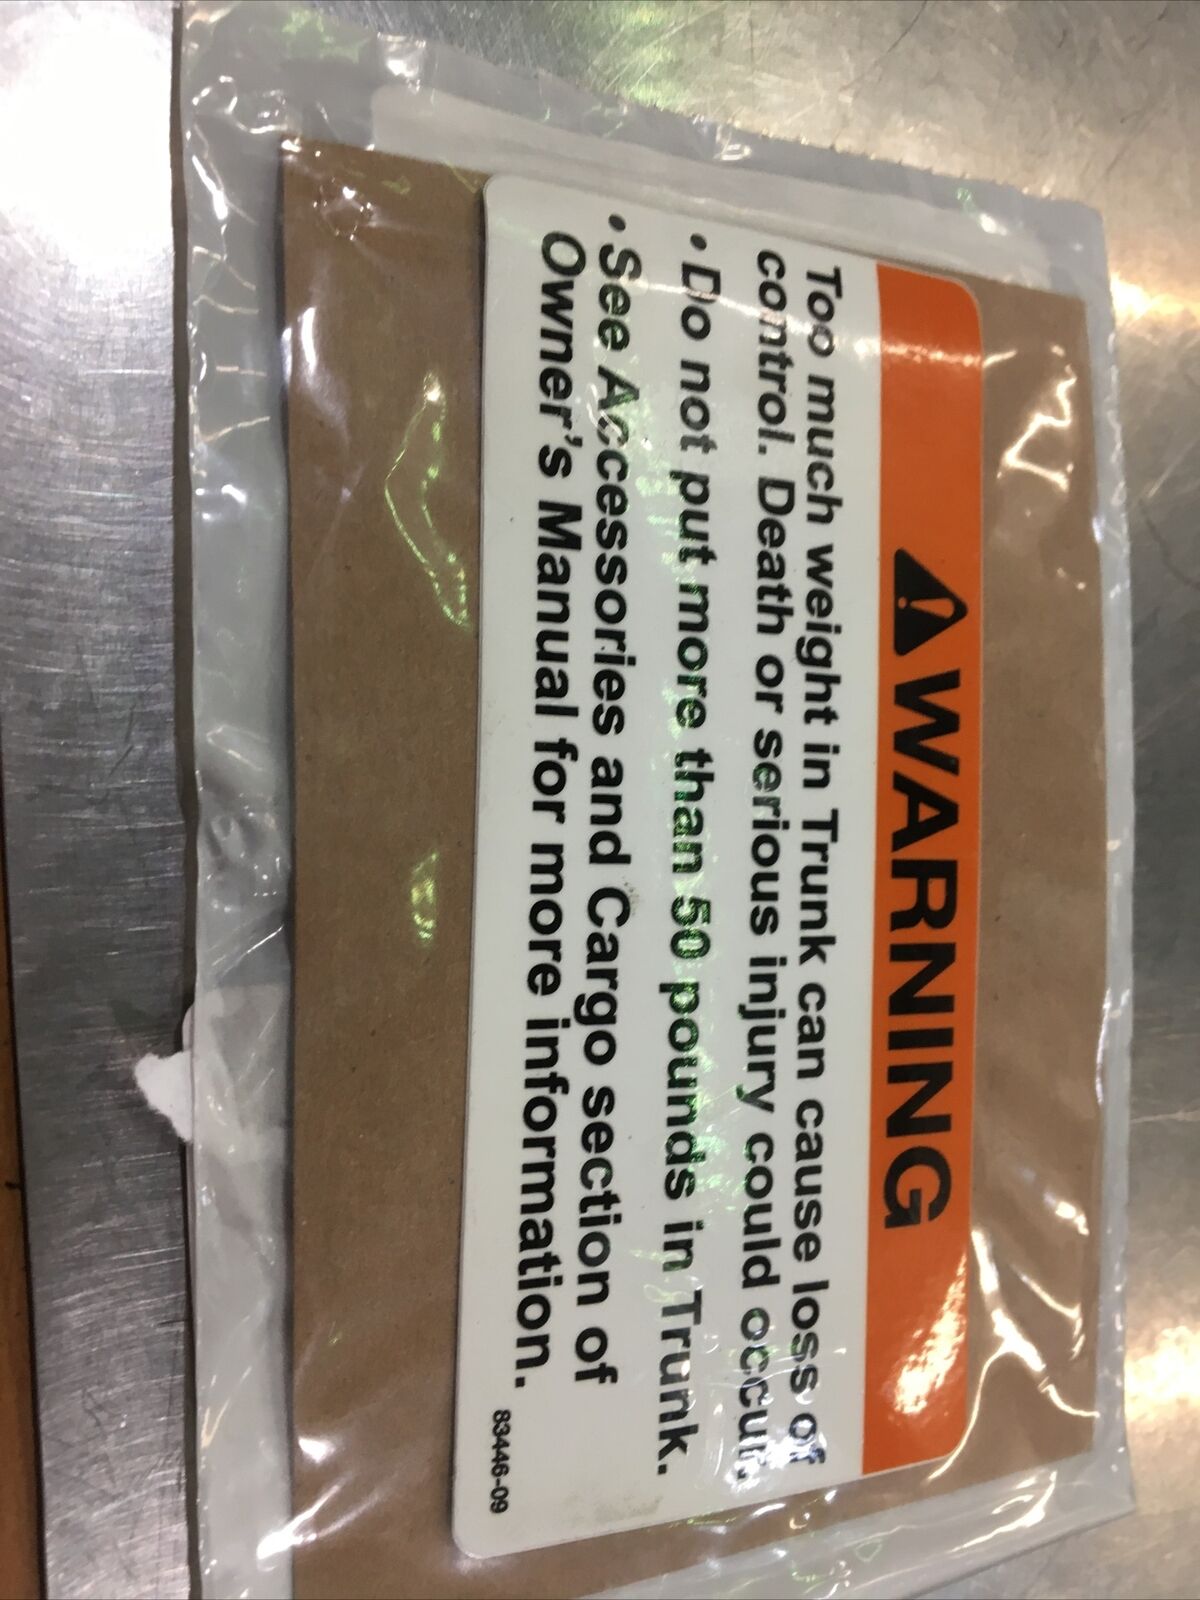 WARNING
Too much weight in Trunk can cause loss of
control. Death or serious injury could occur.
• Do not put more than 50 pounds in Trunk.
• See Accessories and Cargo section of
Owner's Manual for more information.
83446-09